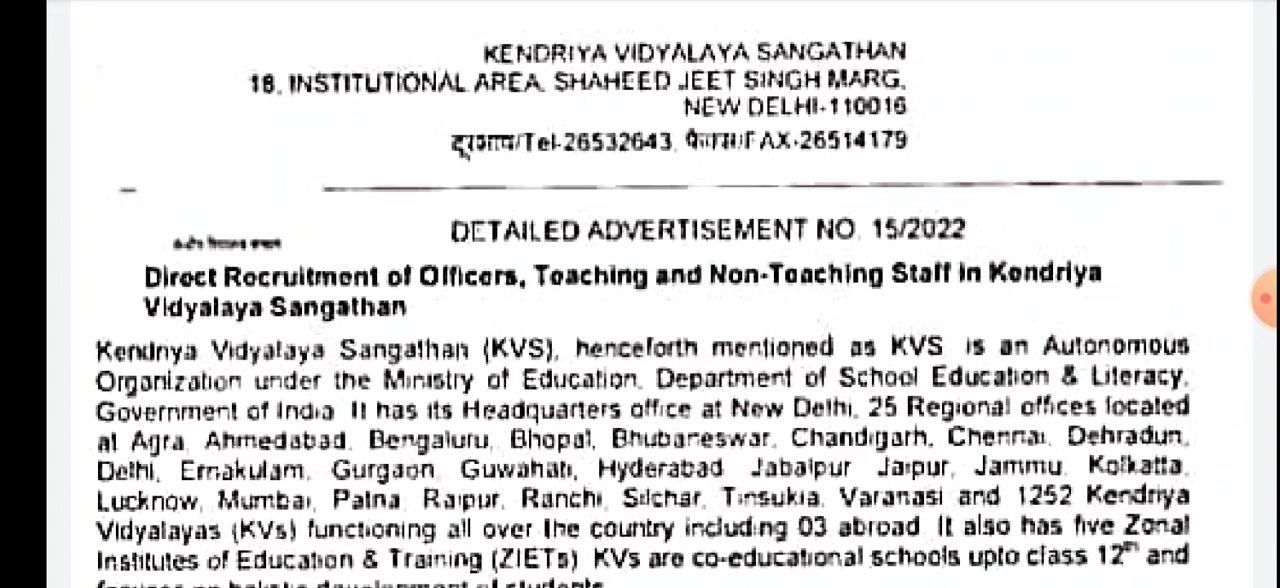 KENDRIYA VIDYALAYA SANGATHAN
18, INSTITUTIONAL AREA, SHAHEED JEET SINGH MARG,
NEW DELHI-110016
दूरभाष/Tel-26532643, फैक्स/FAX-26514179
DETAILED ADVERTISEMENT NO. 15/2022
Direct Recruitment of Officers, Teaching and Non-Teaching Staff in Kendriya
Vidyalaya Sangathan
Kendriya Vidyalaya Sangathan (KVS), henceforth mentioned as KVS is an Autonomous
Organization under the Ministry of Education, Department of School Education & Literacy,
Government of India. It has its Headquarters office at New Delhi, 25 Regional offices located
at Agra, Ahmedabad, Bengaluru, Bhopal, Bhubaneswar, Chandigarh, Chennai, Dehradun,
Delhi, Ernakulam, Gurgaon, Guwahati, Hyderabad Jabalpur Jaipur, Jammu, Kolkatta,
Lucknow, Mumbai, Patna Raipur, Ranchi, Silchar, Tinsukia, Varanasi and 1252 Kendriya
Vidyalayas (KVs) functioning all over the country including 03 abroad. It also has five Zonal
Institutes of Education & Training (ZIETs) KVs are co-educational schools upto class 12th and